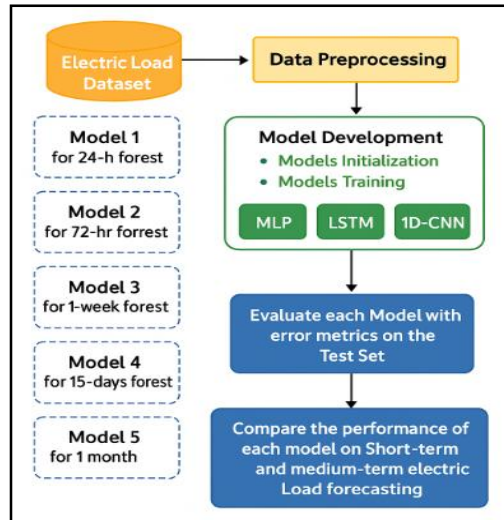 Electric Load
Dataset
Data Preprocessing
Model 1
for 24-h forest
Model 2
for 72-hr forrest
Model 3
for 1-week forest
Model 4
for 15-days forest
Model 5
for 1 month
Model Development
• Models Initialization
• Models Training
MLP
LSTM
1D-CNN
Evaluate each Model with
error metrics on the
Test Set
Compare the performance of
each model on Short-term
and medium-term electric
Load forecasting